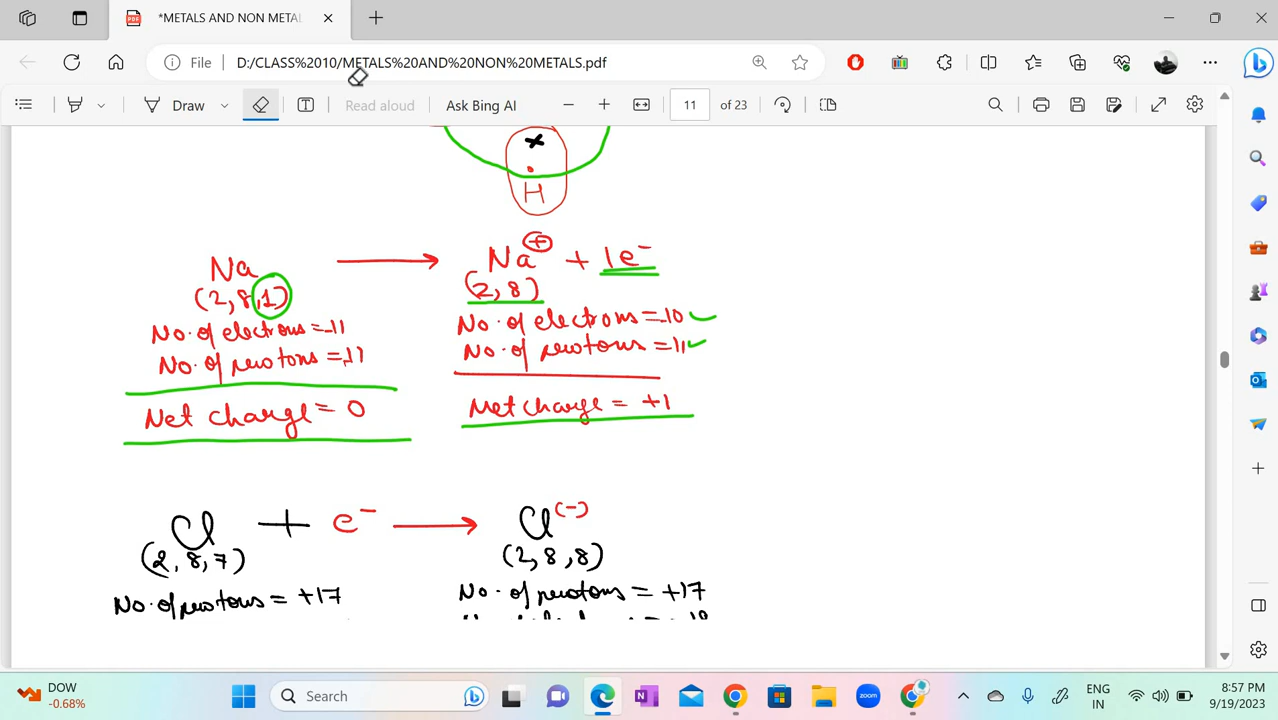 *METALS AND NON METAL
File
D:/CLASS%2010/METALS%20AND%20NON%20METALS.pdf
Draw
Read aloud
Ask Bing AI
11
of 23
H
Na
Na+ + 1e-
(2,8,1)
(2,8)
No. of electrons = -11
No. of electrons = -10
No. of protons = 11
No. of protons = 11
Net charge = 0
Net charge = +1
Cl + e-
Cl(-)
(2,8,7)
(2,8,8)
No. of protons = +17
No. of protons = +17
DOW
-0.68%
Search
ENG
IN
8:57 PM
9/19/2023